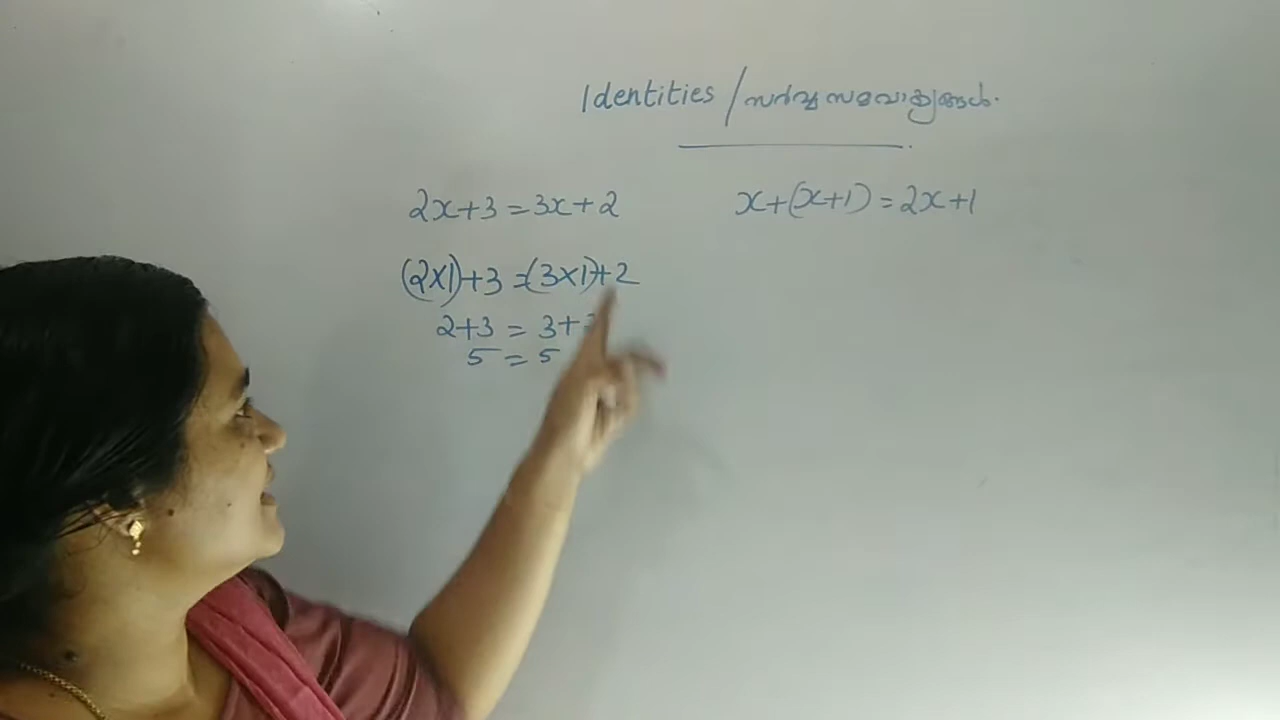 Identities / സർവ്വസമവാക്യങ്ങൾ.
2x+3=3x+2
x+(x+1)=2x+1
(2x1)+3=(3x1)+2
2+3=3+
5=5